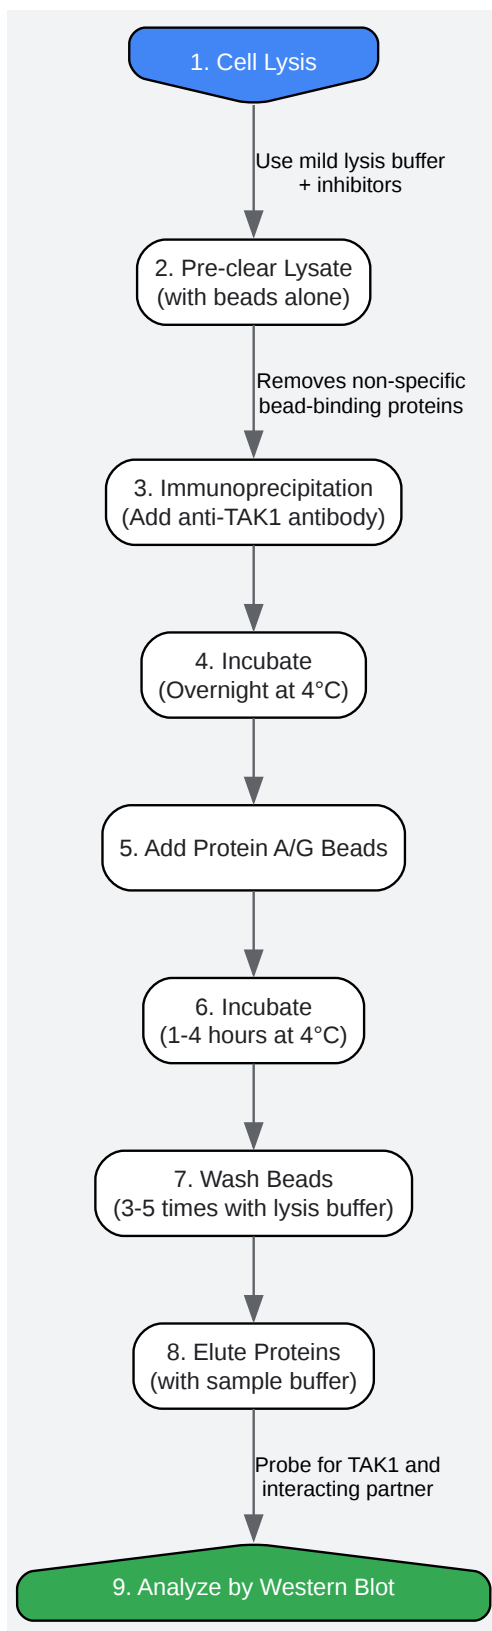 1. Cell Lysis
Use mild lysis buffer
+ inhibitors
2. Pre-clear Lysate
(with beads alone)
Removes non-specific
bead-binding proteins
3. Immunoprecipitation
(Add anti-TAK1 antibody)
4. Incubate
(Overnight at 4°C)
5. Add Protein A/G Beads
6. Incubate
(1-4 hours at 4°C)
7. Wash Beads
(3-5 times with lysis buffer)
8. Elute Proteins
(with sample buffer)
Probe for TAK1 and
interacting partner
9. Analyze by Western Blot